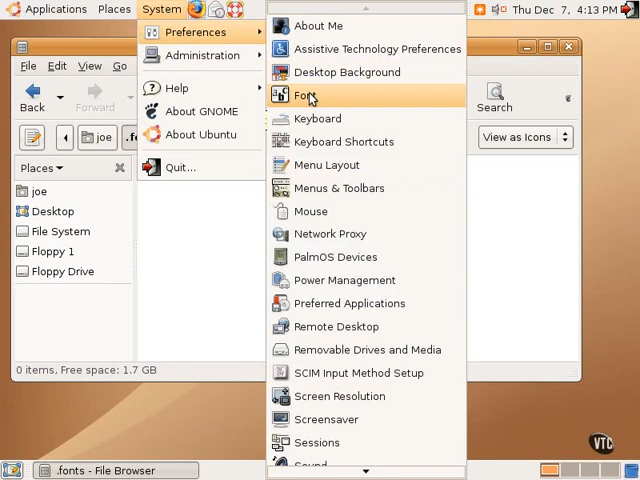 Applications Places System Thu Dec 7, 4:13 PM
File Edit View Go
Back Forward Search
joe .fo View as Icons
Places
joe
Desktop
File System
Floppy 1
Floppy Drive
0 items, Free space: 1.7 GB
Preferences
Administration
Help
About GNOME
About Ubuntu
Quit...
About Me
Assistive Technology Preferences
Desktop Background
Font
Keyboard
Keyboard Shortcuts
Menu Layout
Menus & Toolbars
Mouse
Network Proxy
PalmOS Devices
Power Management
Preferred Applications
Remote Desktop
Removable Drives and Media
SCIM Input Method Setup
Screen Resolution
Screensaver
Sessions
Sound
VTC
.fonts - File Browser